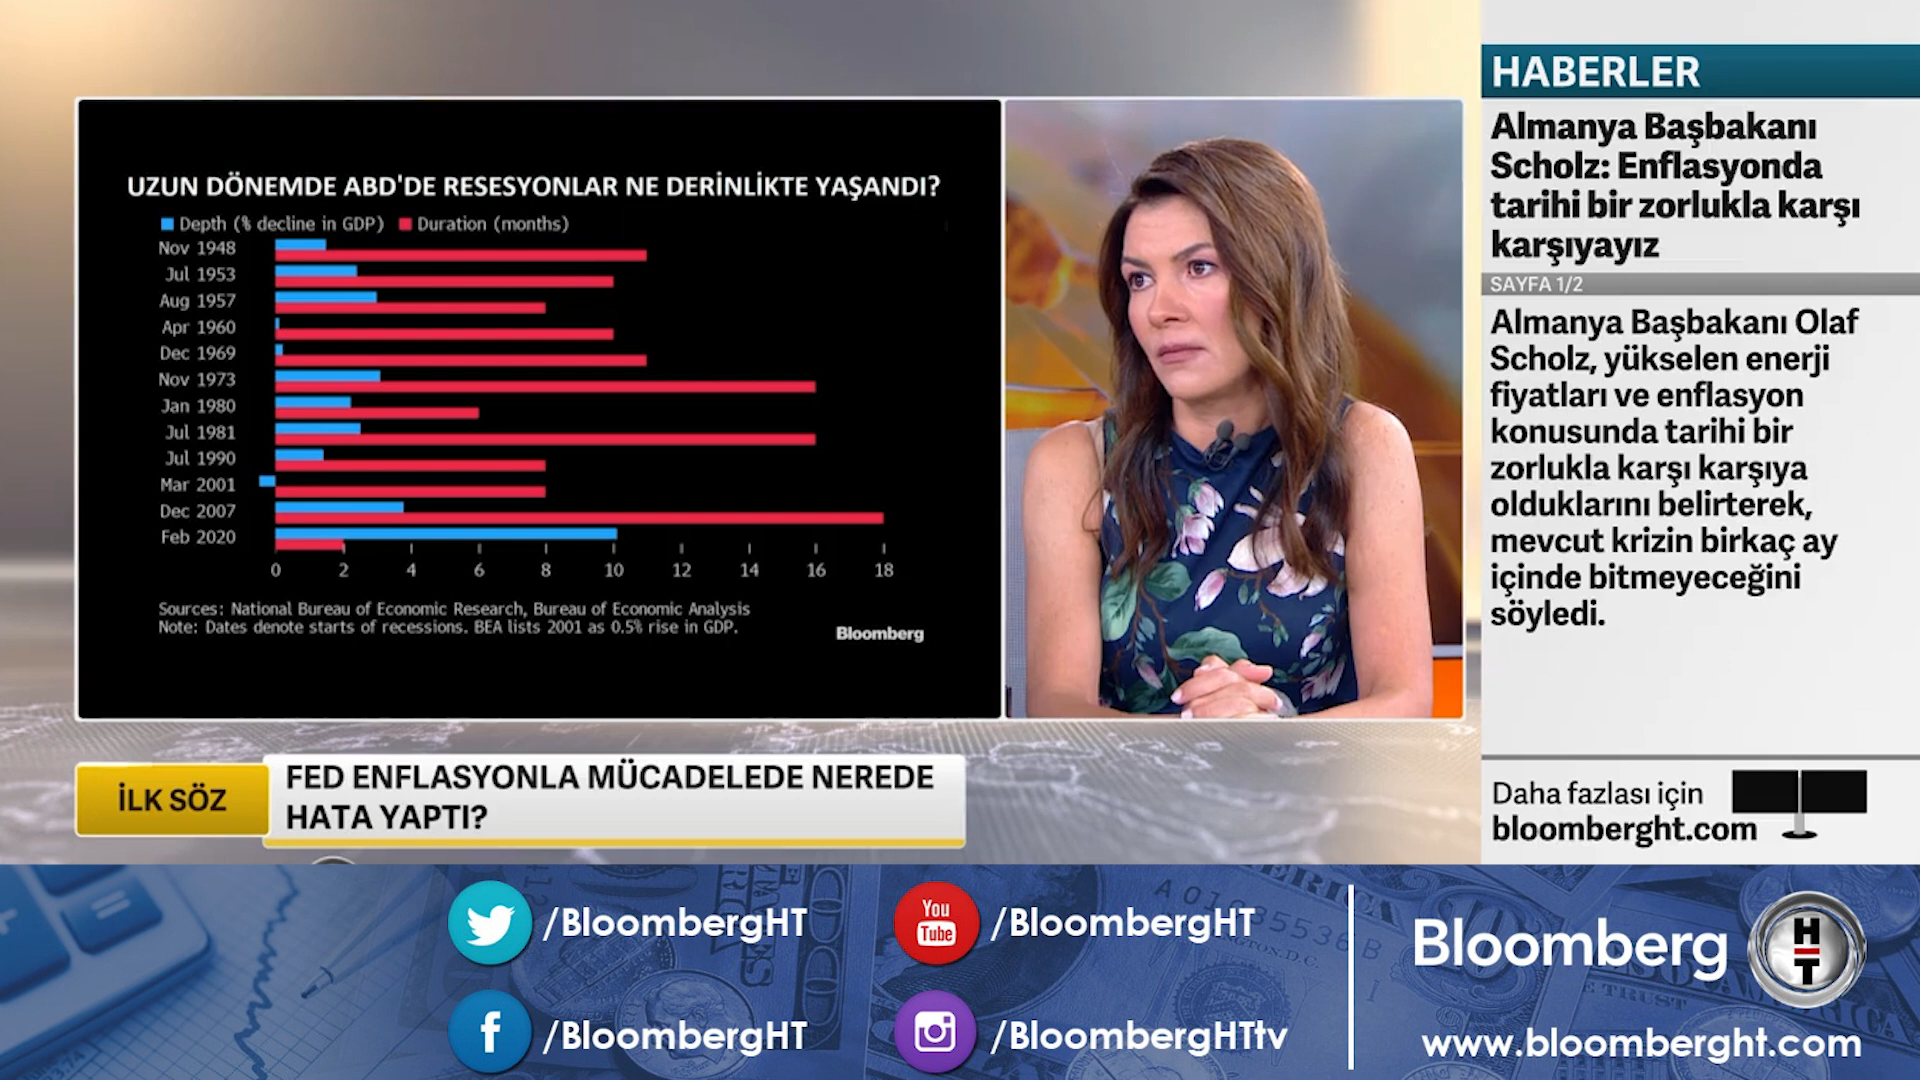 UZUN DÖNEMDE ABD'DE RESESYONLAR NE DERİNLİKTE YAŞANDI?
Depth (% decline in GDP) Duration (months)
Nov 1948
Jul 1953
Aug 1957
Apr 1960
Dec 1969
Nov 1973
Jan 1980
Jul 1981
Jul 1990
Mar 2001
Dec 2007
Feb 2020
0 2 4 6 8 10 12 14 16 18
Sources: National Bureau of Economic Research, Bureau of Economic Analysis
Note: Dates denote starts of recessions. BEA lists 2001 as 0.5% rise in GDP.
Bloomberg
HABERLER
Almanya Başbakanı
Scholz: Enflasyonda
tarihi bir zorlukla karşı
karşıyayız
SAYFA 1/2
Almanya Başbakanı Olaf
Scholz, yükselen enerji
fiyatları ve enflasyon
konusunda tarihi bir
zorlukla karşı karşıya
olduklarını belirterek,
mevcut krizin birkaç ay
içinde bitmeyeceğini
söyledi.
Daha fazlası için
bloomberght.com
İLK SÖZ
FED ENFLASYONLA MÜCADELEDE NEREDE
HATA YAPTI?
/BloombergHT
You Tube /BloombergHT
/BloombergHT
/BloombergHTtv
Bloomberg HT
www.bloomberght.com